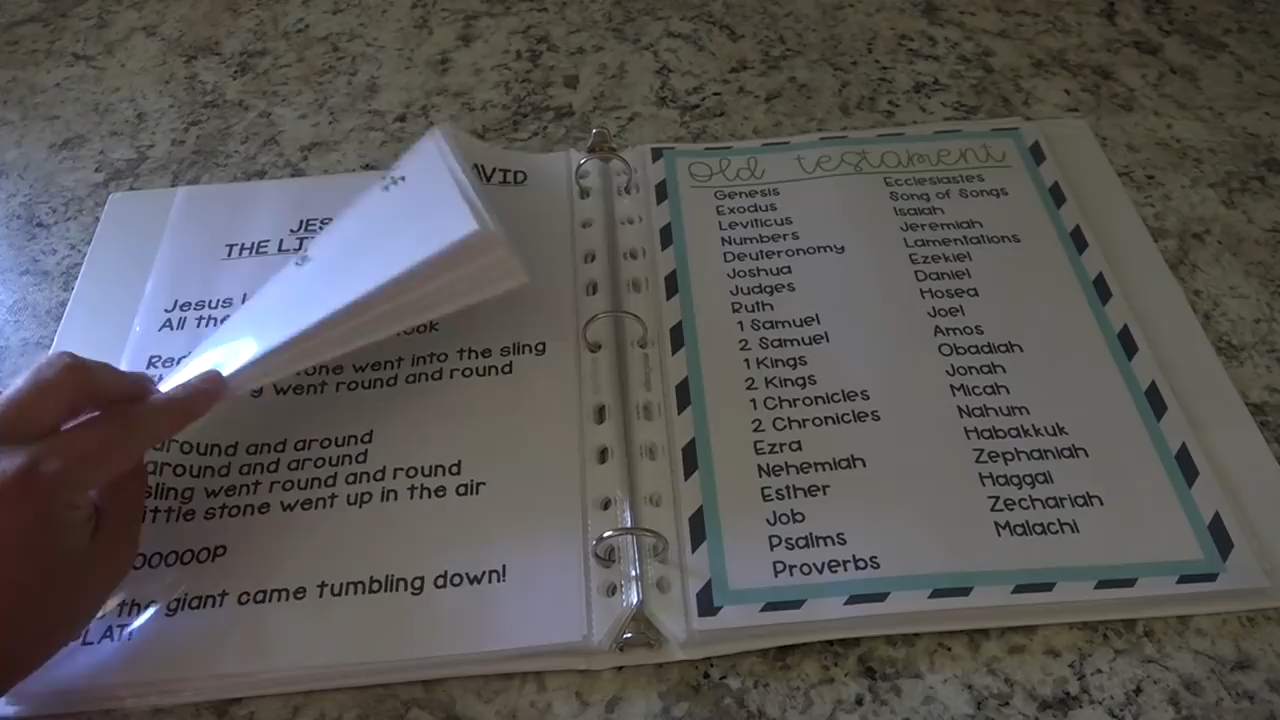 AVID
JES
THE LI
Jesus
All the
ook
Re
one went into the sling
g went round and round
around and around
around and around
sling went round and round
ittle stone went up in the air
OOOOOP
the giant came tumbling down!
PLAT!
Old testament
Genesis
Exodus
Leviticus
Numbers
Deuteronomy
Joshua
Judges
Ruth
1 Samuel
2 Samuel
1 Kings
2 Kings
1 Chronicles
2 Chronicles
Ezra
Nehemiah
Esther
Job
Psalms
Proverbs
Ecclesiastes
Song of Songs
Isaiah
Jeremiah
Lamentations
Ezekiel
Daniel
Hosea
Joel
Amos
Obadiah
Jonah
Micah
Nahum
Habakkuk
Zephaniah
Haggai
Zechariah
Malachi